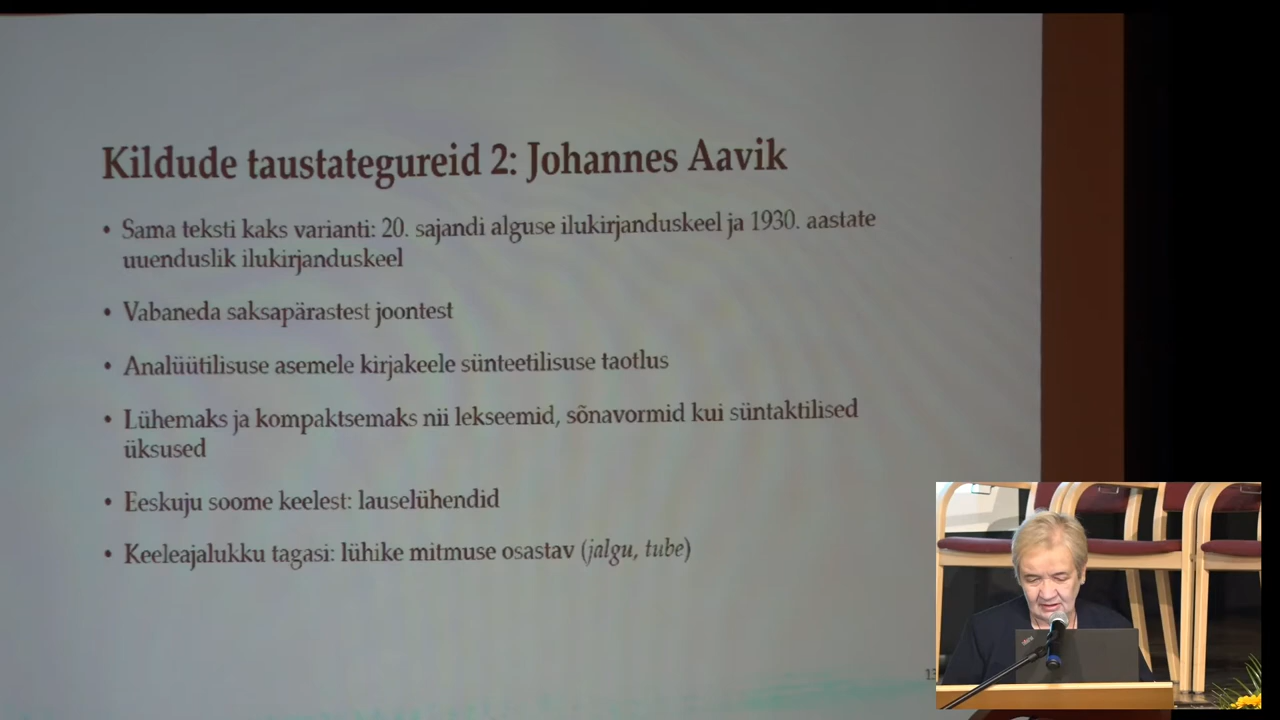 Kildude taustategureid 2: Johannes Aavik
• Sama teksti kaks varianti: 20. sajandi alguse ilukirjanduskeel ja 1930. aastate
uuenduslik ilukirjanduskeel
• Vabaneda saksapärastest joontest
• Analüütilisuse asemele kirjakeele sünteetilisuse taotlus
• Lühemaks ja kompaktsemaks nii lekseemid, sõnavormid kui süntaktilised
üksused
• Eeskuju soome keelest: lauselühendid
• Keeleajalukku tagasi: lühike mitmuse osastav (jalgu, tube)